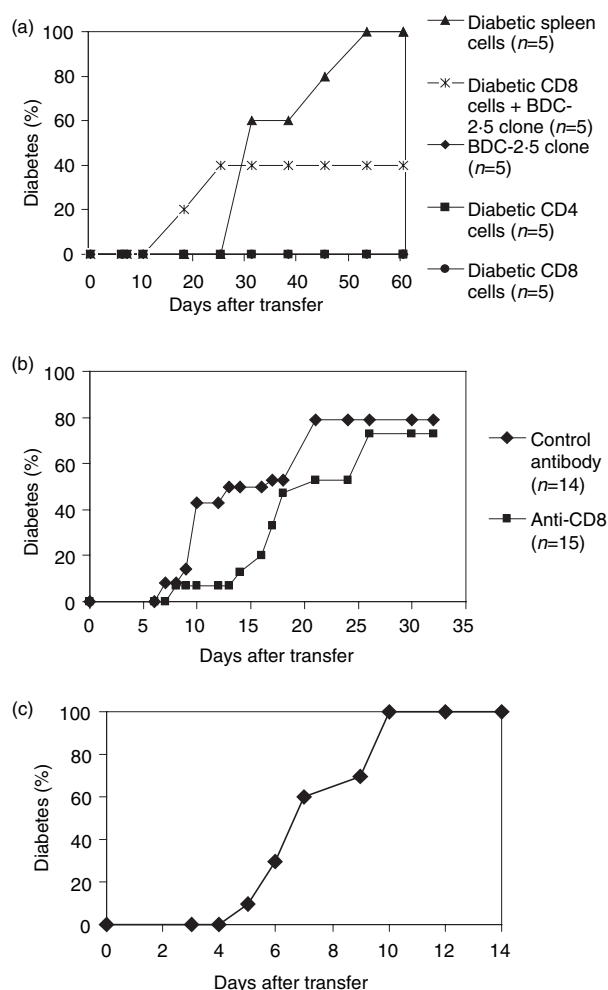 (a)
100
80
60
40
20
0
Diabetes (%)
0 10 20 30 40 50 60
Days after transfer
Diabetic spleen
cells (n=5)
Diabetic CD8
cells + BDC-
2·5 clone (n=5)
BDC-2·5 clone
(n=5)
Diabetic CD4
cells (n=5)
Diabetic CD8
cells (n=5)
(b)
100
80
60
40
20
0
Diabetes (%)
0 5 10 15 20 25 30 35
Days after transfer
Control
antibody
(n=14)
Anti-CD8
(n=15)
(c)
100
80
60
40
20
0
Diabetes (%)
0 2 4 6 8 10 12 14
Days after transfer